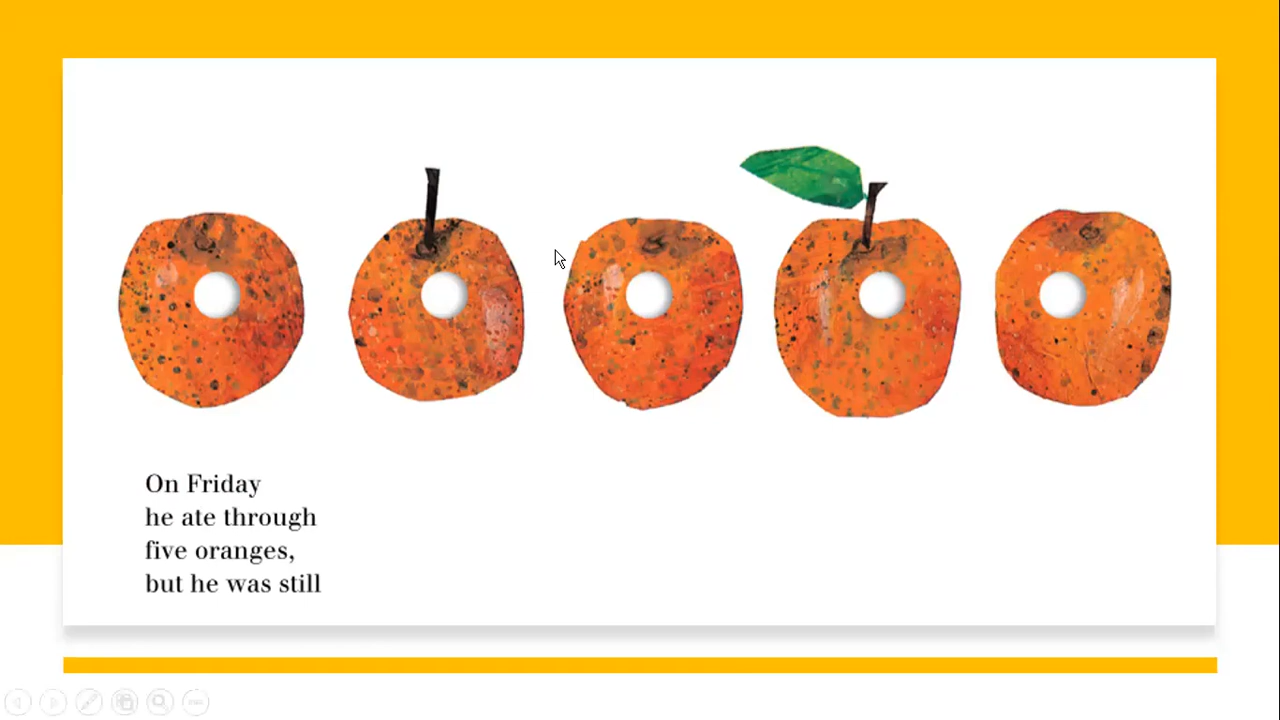 On Friday
he ate through
five oranges,
but he was still